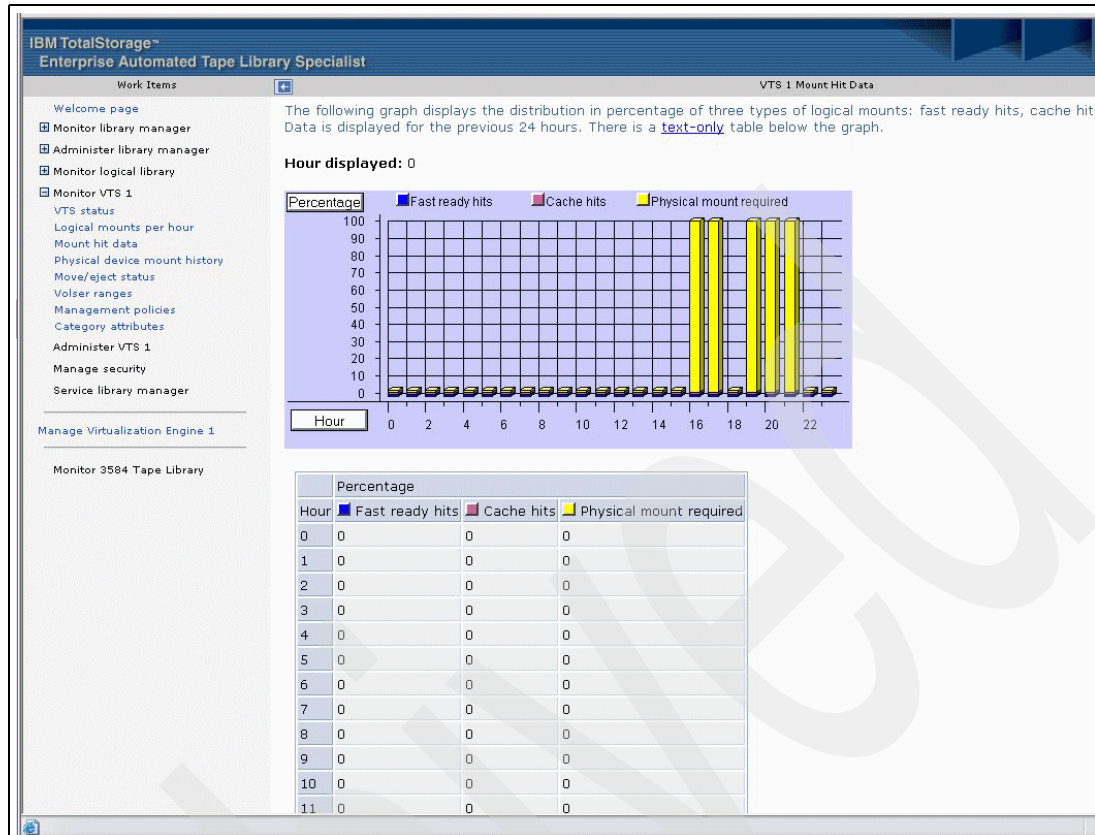 IBM TotalStorage™
Enterprise Automated Tape Library Specialist
Work Items
VTS 1 Mount Hit Data
Welcome page
Monitor library manager
Administer library manager
Monitor logical library
Monitor VTS 1
VTS status
Logical mounts per hour
Mount hit data
Physical device mount history
Move/eject status
Volser ranges
Management policies
Category attributes
Administer VTS 1
Manage security
Service library manager
Manage Virtualization Engine 1
Monitor 3584 Tape Library
The following graph displays the distribution in percentage of three types of logical mounts: fast ready hits, cache hit
Data is displayed for the previous 24 hours. There is a text-only table below the graph.
Hour displayed: 0
Percentage
Fast ready hits Cache hits Physical mount required
100
90
80
70
60
50
40
30
20
10
0
Hour
0 2 4 6 8 10 12 14 16 18 20 22
Percentage
Hour Fast ready hits Cache hits Physical mount required
0 0 0 0
1 0 0 0
2 0 0 0
3 0 0 0
4 0 0 0
5 0 0 0
6 0 0 0
7 0 0 0
8 0 0 0
9 0 0 0
10 0 0 0
11 0 0 0